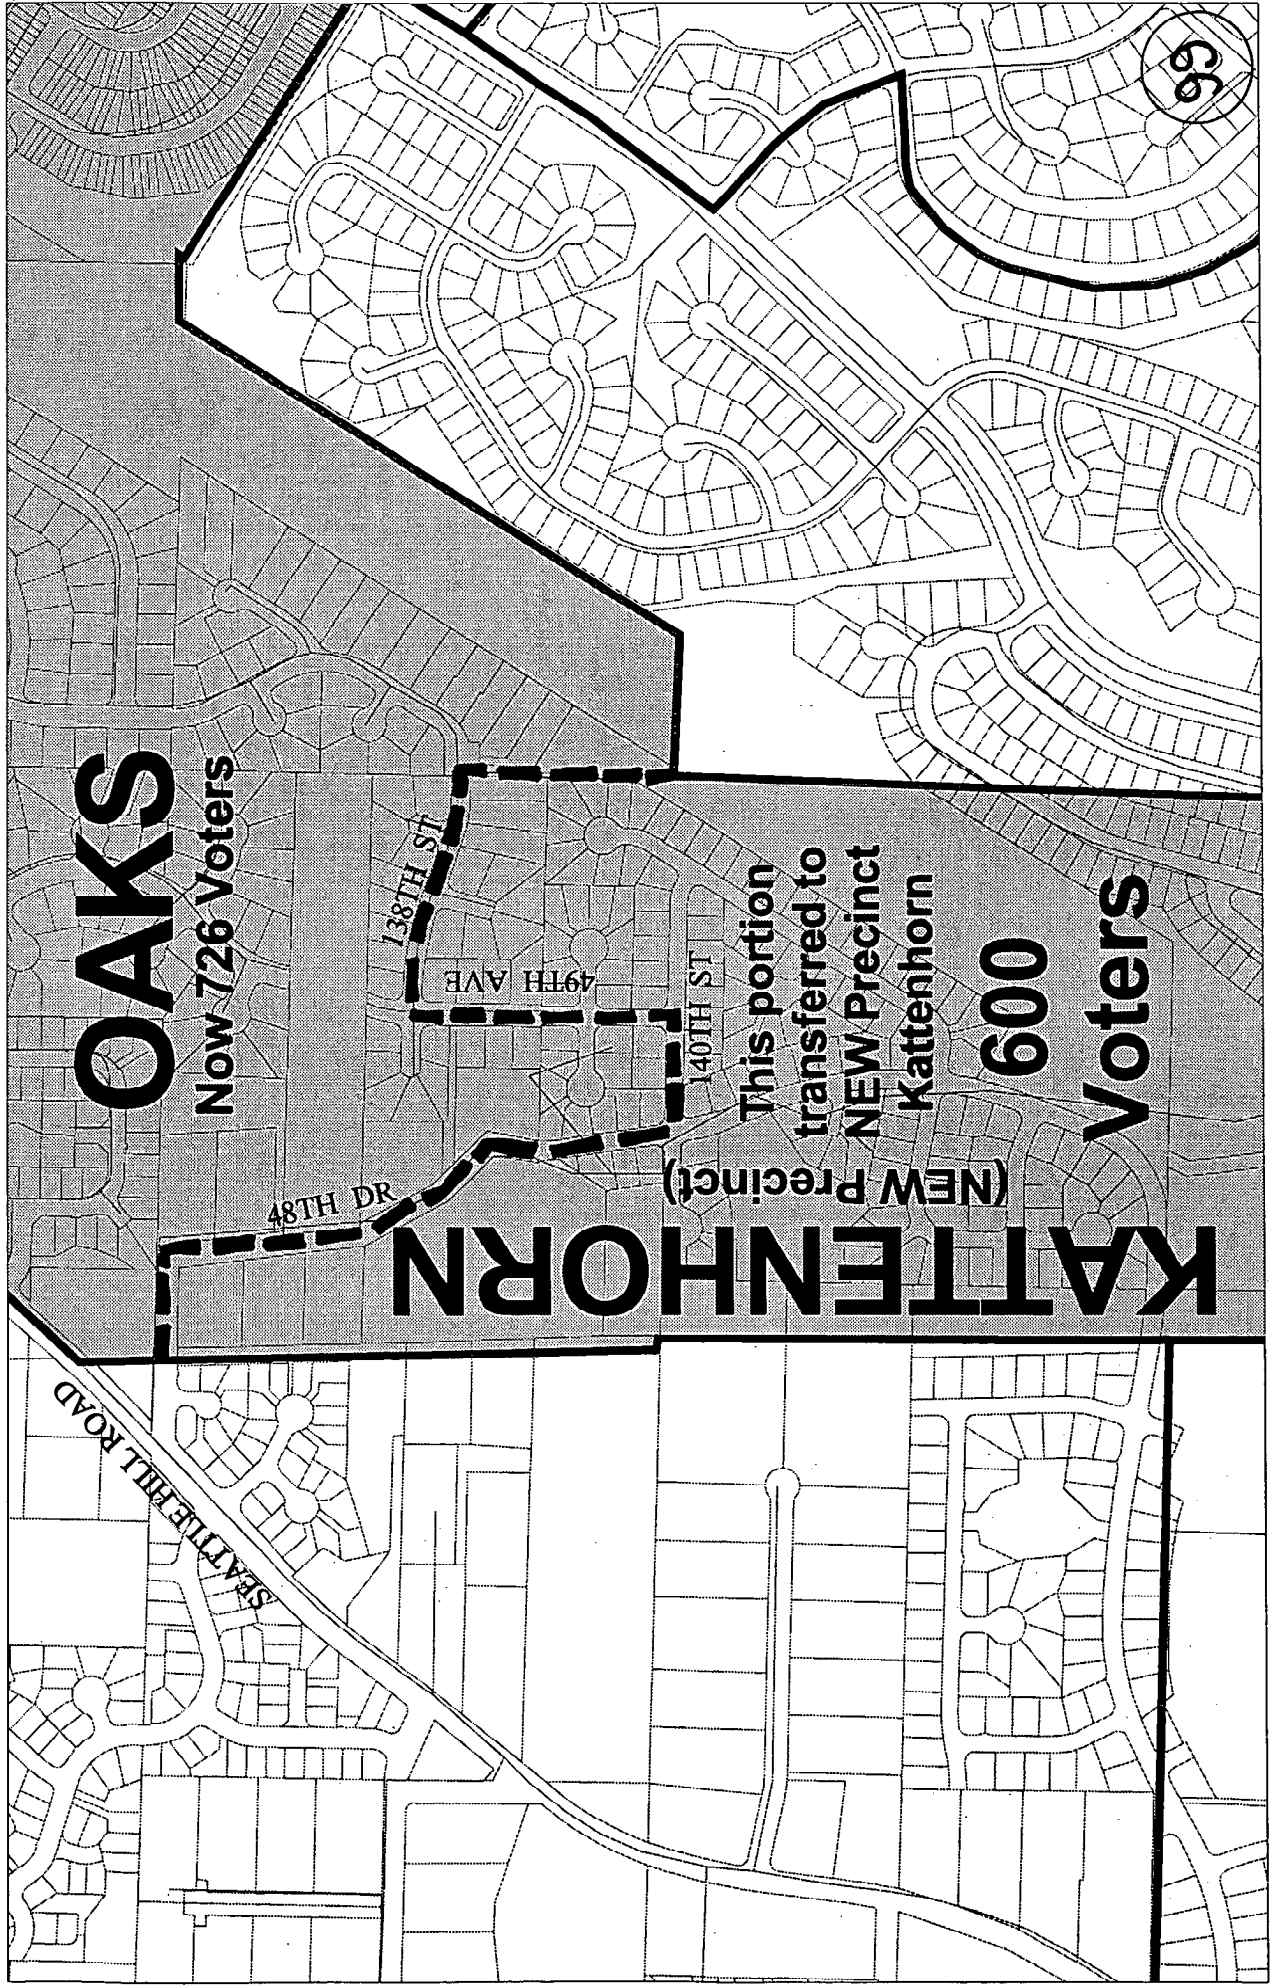 OAKS
Now 726 Voters
138TH ST
49TH AVE
140TH ST
48TH DR
This portion
transferred to
NEW Precinct
Kattenhorn
600
Voters
KATTENHORN
(NEW Precinct)
SEATTLE HILL ROAD
66